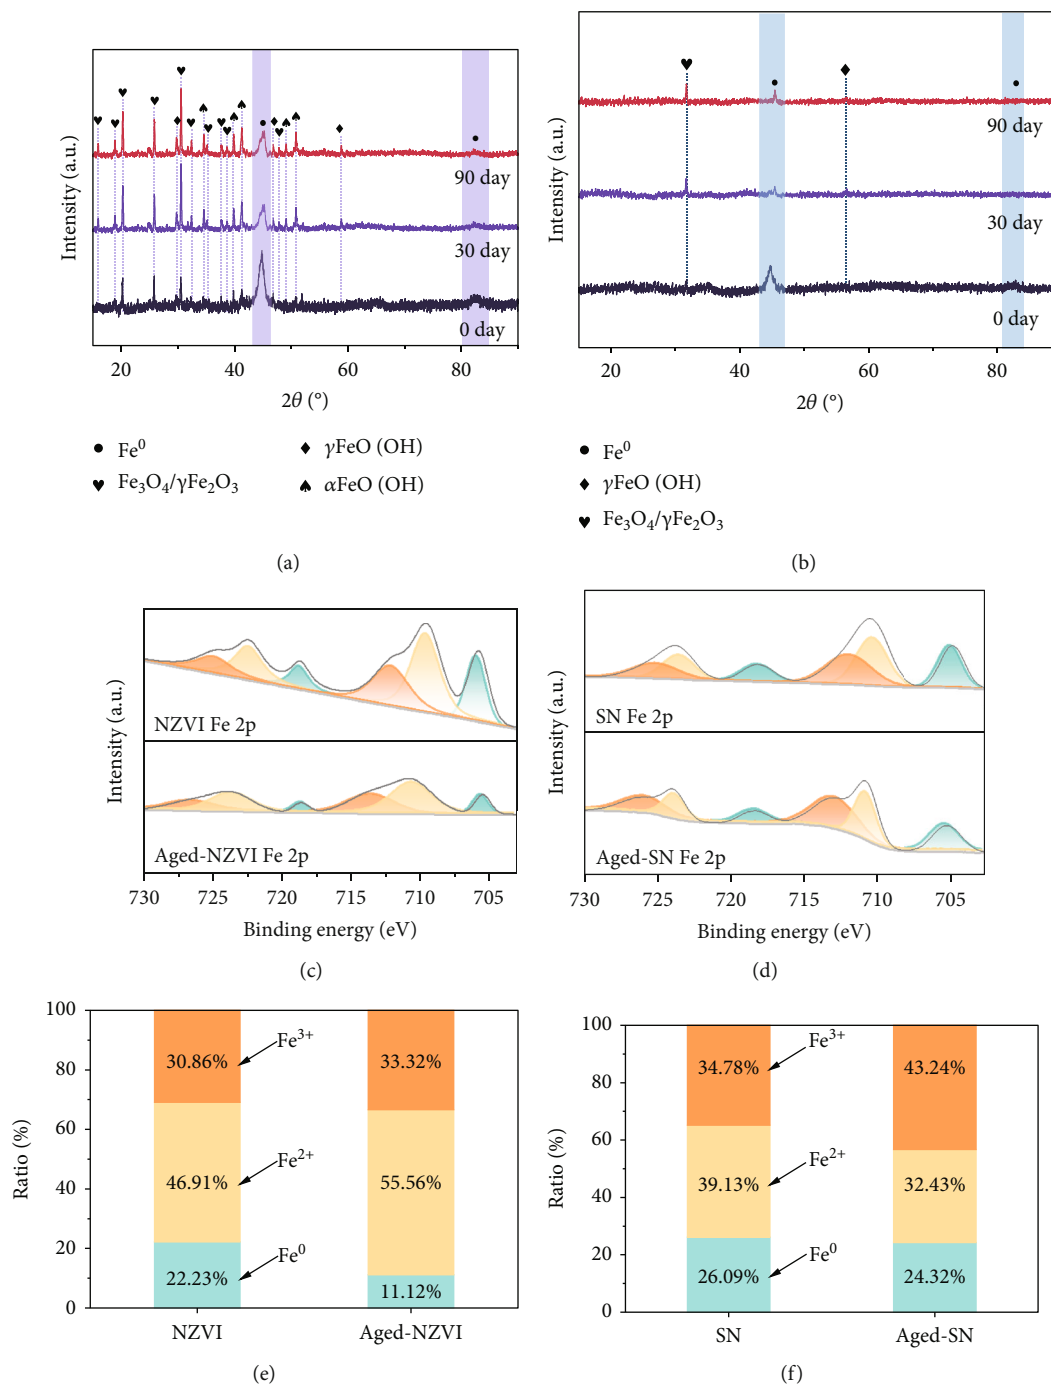 Intensity (a.u.)
90 day
30 day
0 day
20 40 60 80
2θ (°)
● Fe⁰ ♦ γFeO (OH)
♥ Fe₃O₄/γFe₂O₃ ♠ αFeO (OH)
(a)
Intensity (a.u.)
90 day
30 day
0 day
20 40 60 80
2θ (°)
● Fe⁰
♦ γFeO (OH)
♥ Fe₃O₄/γFe₂O₃
(b)
Intensity (a.u.)
NZVI Fe 2p
Aged-NZVI Fe 2p
730 725 720 715 710 705
Binding energy (eV)
(c)
Intensity (a.u.)
SN Fe 2p
Aged-SN Fe 2p
730 725 720 715 710 705
Binding energy (eV)
(d)
Ratio (%)
100
80
60
40
20
0
Fe³⁺
30.86% 33.32%
Fe²⁺
46.91% 55.56%
Fe⁰
22.23% 11.12%
NZVI Aged-NZVI
(e)
Ratio (%)
100
80
60
40
20
0
Fe³⁺
34.78% 43.24%
Fe²⁺
39.13% 32.43%
Fe⁰
26.09% 24.32%
SN Aged-SN
(f)